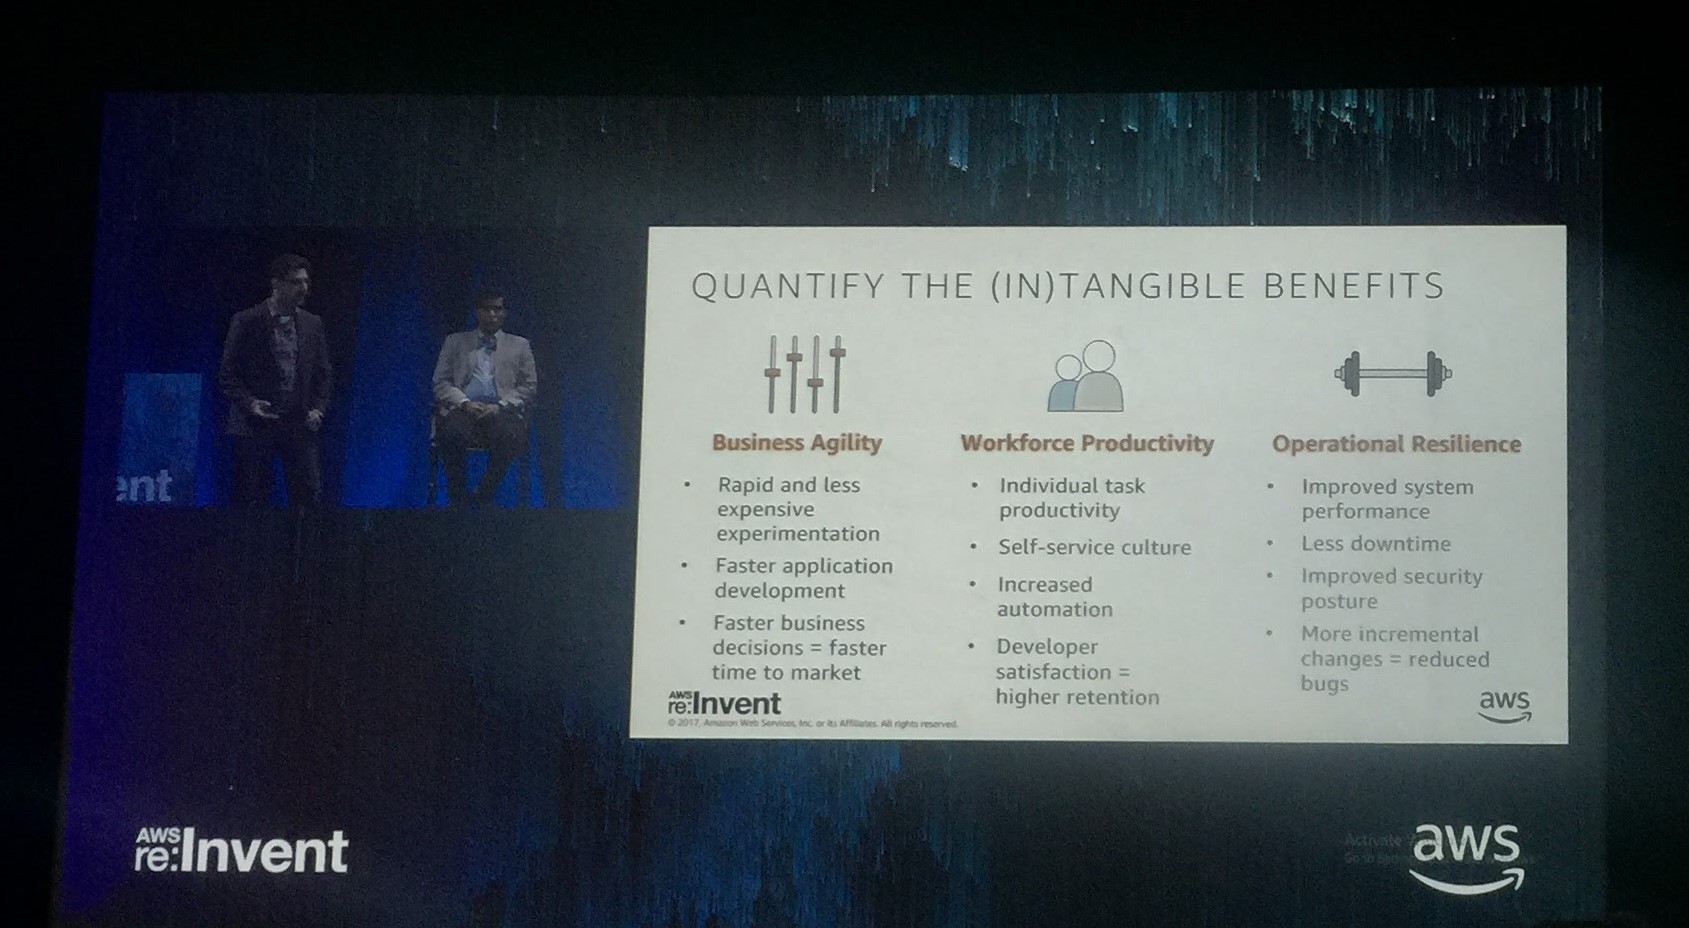 QUANTIFY THE (IN)TANGIBLE BENEFITS
Business Agility
• Rapid and less
expensive
experimentation
• Faster application
development
• Faster business
decisions = faster
time to market
Workforce Productivity
• Individual task
productivity
• Self-service culture
• Increased
automation
• Developer
satisfaction =
higher retention
Operational Resilience
• Improved system
performance
• Less downtime
• Improved security
posture
• More incremental
changes = reduced
bugs
AWS
re:Invent
© 2017, Amazon Web Services, Inc. or its Affiliates. All rights reserved.
aws
ent
AWS
re:Invent
Activate
Go to
aws